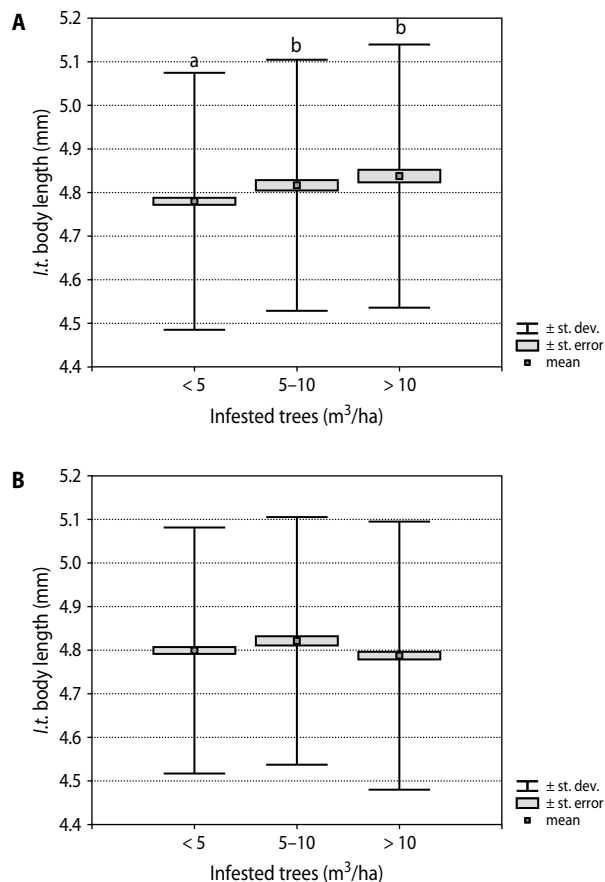 A
5.2
5.1
5.0
4.9
4.8
4.7
4.6
4.5
4.4
I.t. body length (mm)
a
b
b
< 5
5–10
> 10
Infested trees (m³/ha)
± st. dev.
± st. error
mean
B
5.2
5.1
5.0
4.9
4.8
4.7
4.6
4.5
4.4
I.t. body length (mm)
< 5
5–10
> 10
Infested trees (m³/ha)
± st. dev.
± st. error
mean